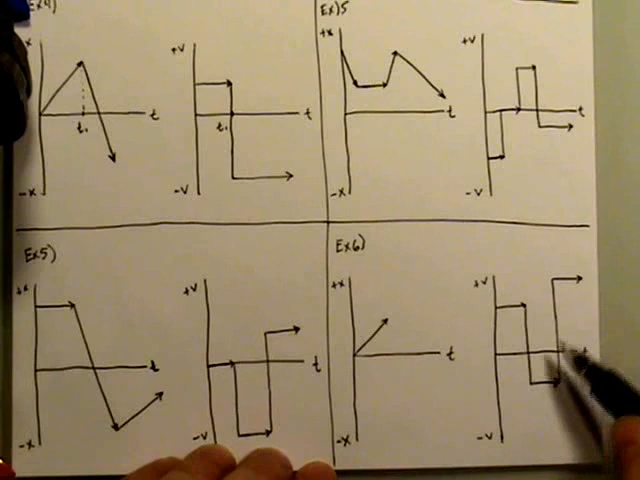 Ex4)
+x
t
t₁
-x
+v
t
t₁
-v
Ex)5
+x
t
-x
+v
t
-v
Ex5)
+x
t
-x
+v
t
-v
Ex6)
+x
t
-x
+v
t
-v